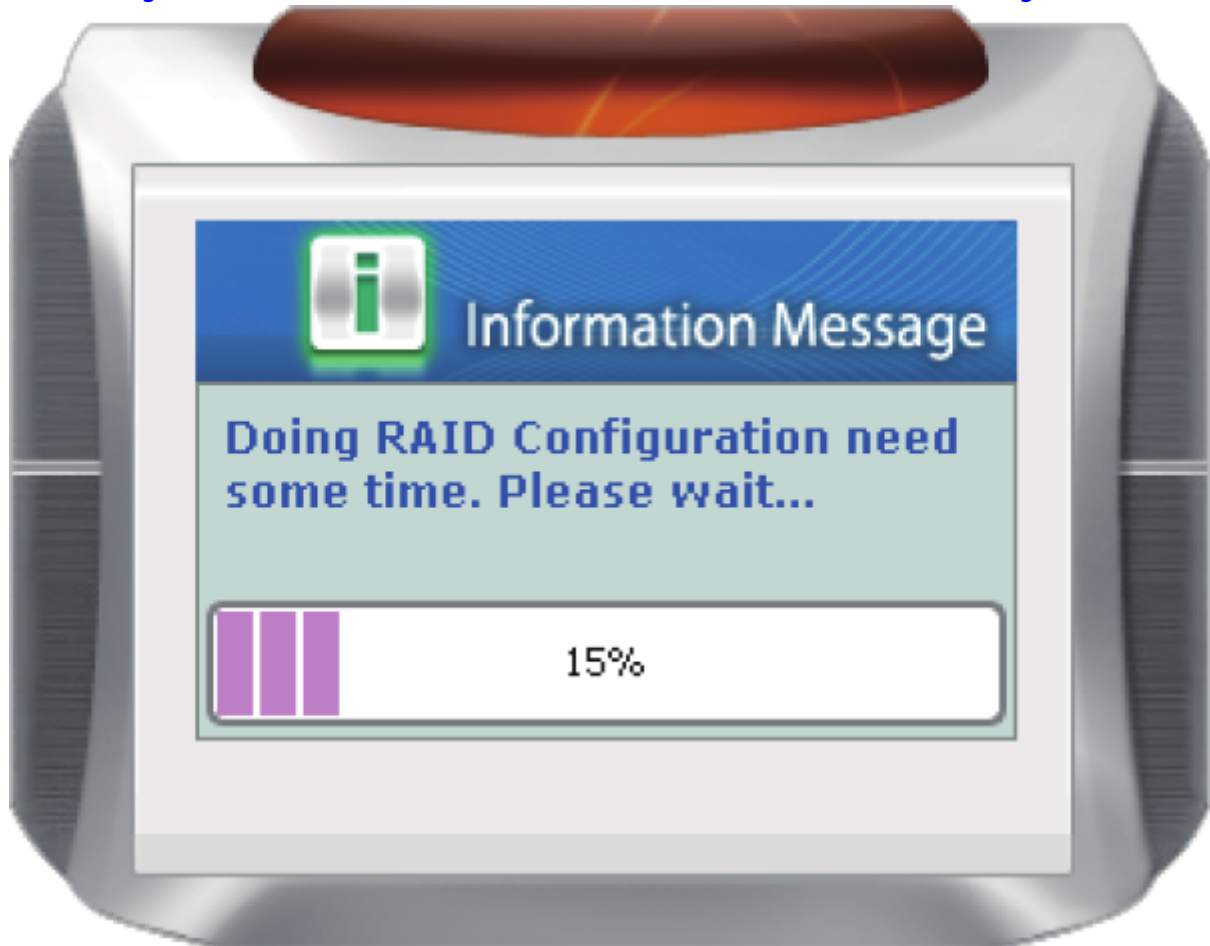 Information Message
Doing RAID Configuration need
some time. Please wait...
15%